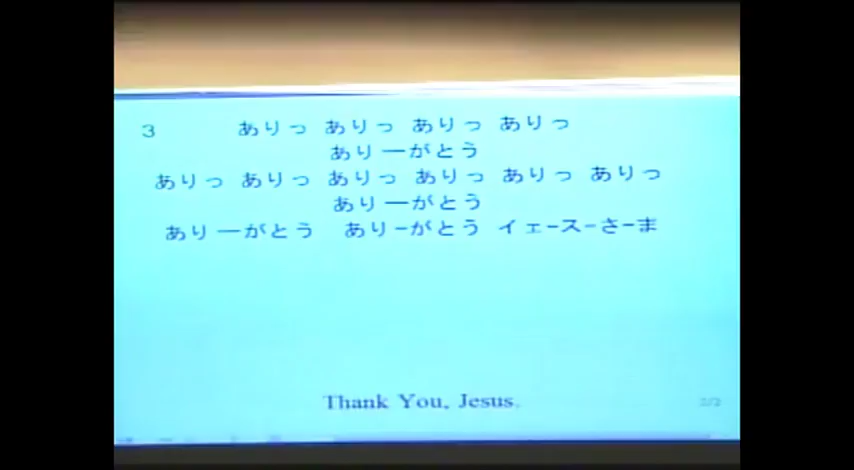 3 ありっ ありっ ありっ ありっ
ありーがとう
ありっ ありっ ありっ ありっ ありっ ありっ
ありーがとう
ありーがとう ありーがとう イェースーさーま
Thank You, Jesus.
2/2